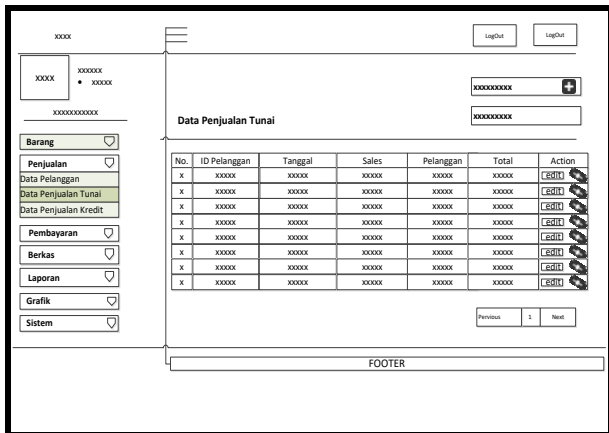 xxxx
LogOut
LogOut
xxxx
xxxxxx
• xxxxx
xxxxxxxxxxx
xxxxxxxxx
xxxxxxxxx
Data Penjualan Tunai
Barang
Penjualan
Data Pelanggan
Data Penjualan Tunai
Data Penjualan Kredit
Pembayaran
Berkas
Laporan
Grafik
Sistem
No. ID Pelanggan Tanggal Sales Pelanggan Total Action
x xxxxx xxxxx xxxxx xxxxx xxxxx edit
x xxxxx xxxxx xxxxx xxxxx xxxxx edit
x xxxxx xxxxx xxxxx xxxxx xxxxx edit
x xxxxx xxxxx xxxxx xxxxx xxxxx edit
x xxxxx xxxxx xxxxx xxxxx xxxxx edit
x xxxxx xxxxx xxxxx xxxxx xxxxx edit
x xxxxx xxxxx xxxxx xxxxx xxxxx edit
x xxxxx xxxxx xxxxx xxxxx xxxxx edit
Pervious 1 Next
FOOTER